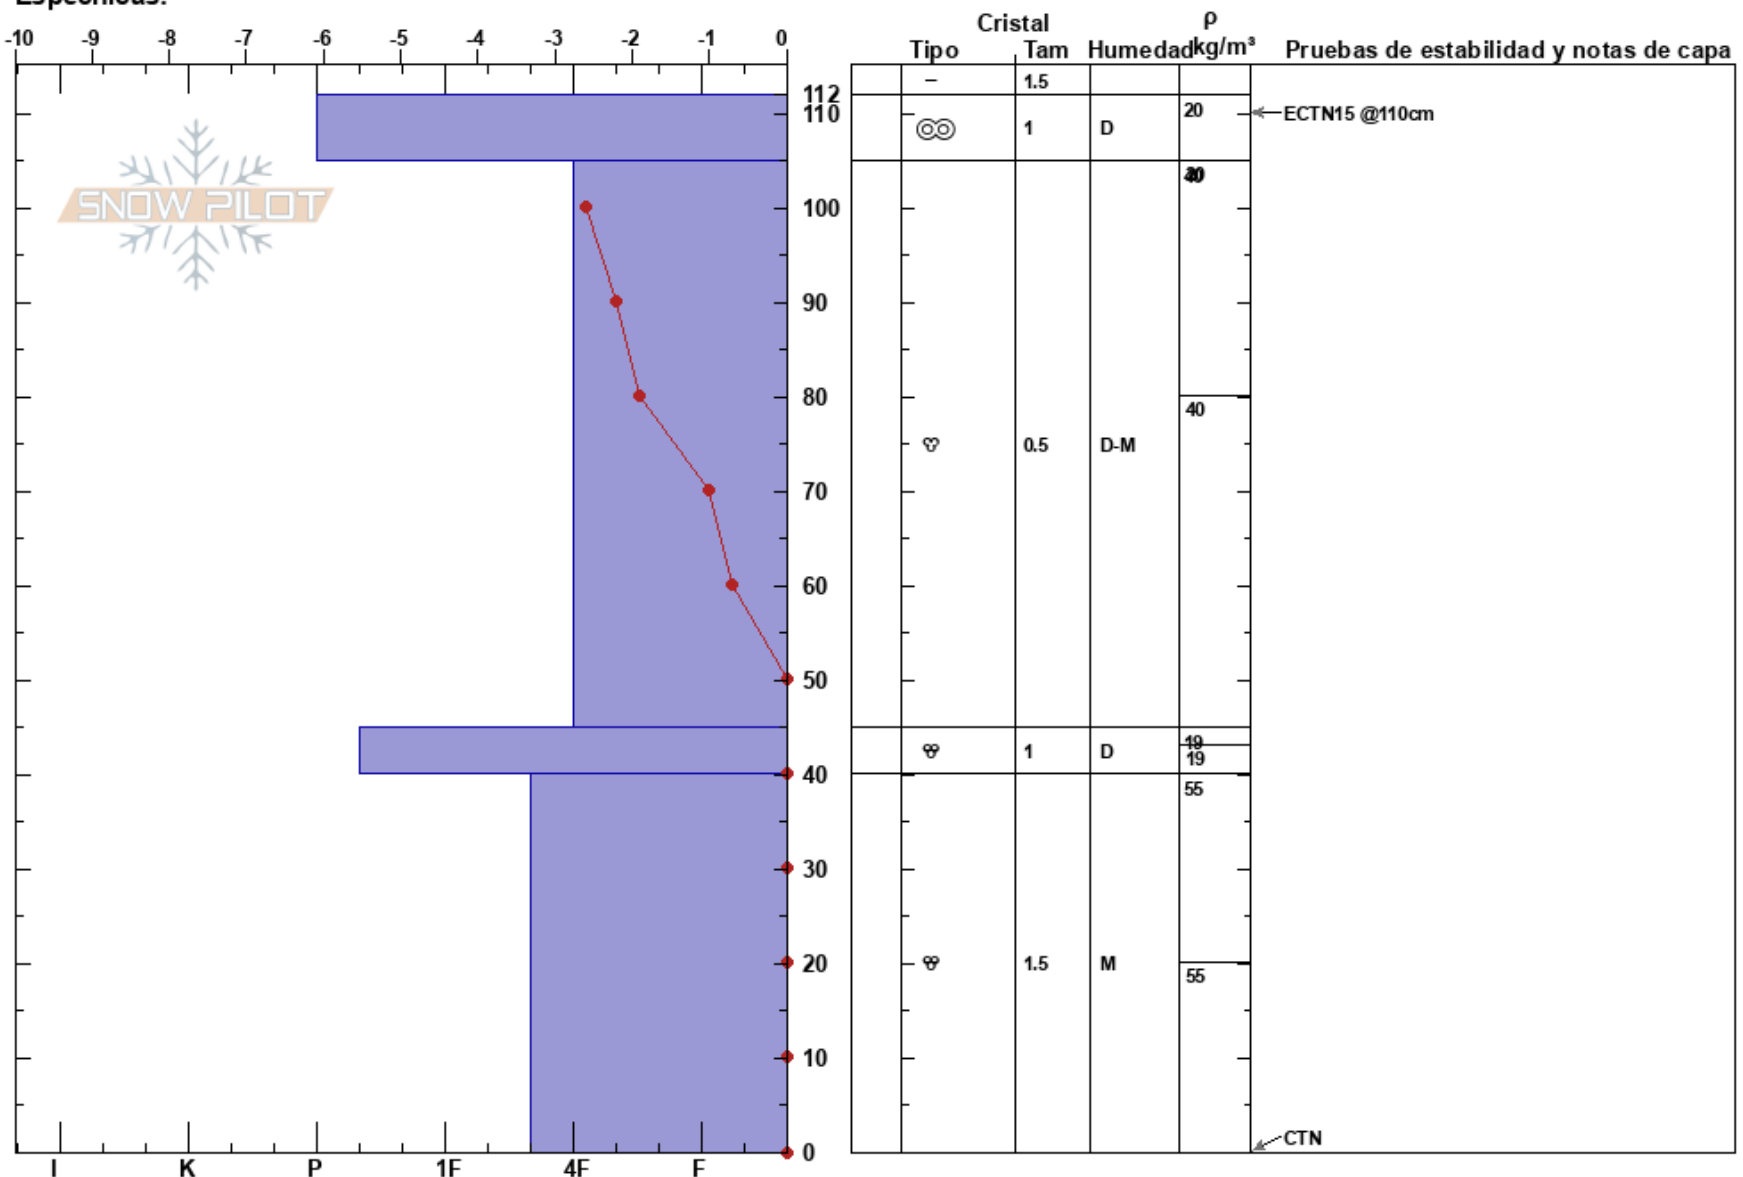 Específicas:
Cristal ρ
-10 -9 -8 -7 -6 -5 -4 -3 -2 -1 0 Tipo Tam Humedad kg/m³ Pruebas de estabilidad y notas de capa
– 1.5
112
110 20 ECTN15 @110cm
1 D
SNOW PILOT
100
90
80
40
0.5 D-M
70
60
50
19
1 D 19
40
55
30
20 1.5 M
55
10
CTN
0
I K P 1F 4F F